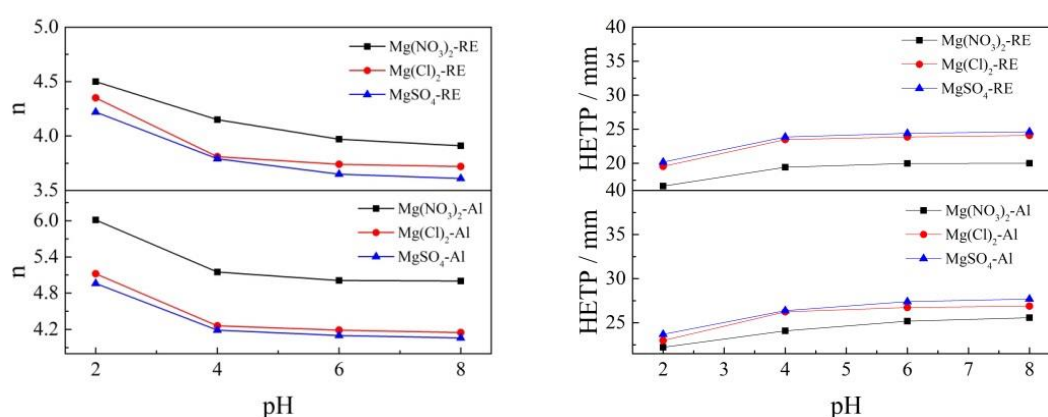 5.0
4.5
4.0
3.5
n
Mg(NO₃)₂-RE
Mg(Cl)₂-RE
MgSO₄-RE
6.0
4.8
4.2
n
Mg(NO₃)₂-Al
Mg(Cl)₂-Al
MgSO₄-Al
2 4 6 8
pH
40
35
30
25
20
40
HETP / mm
Mg(NO₃)₂-RE
Mg(Cl)₂-RE
MgSO₄-RE
35
30
25
HETP / mm
Mg(NO₃)₂-Al
Mg(Cl)₂-Al
MgSO₄-Al
2 3 4 5 6 7 8
pH